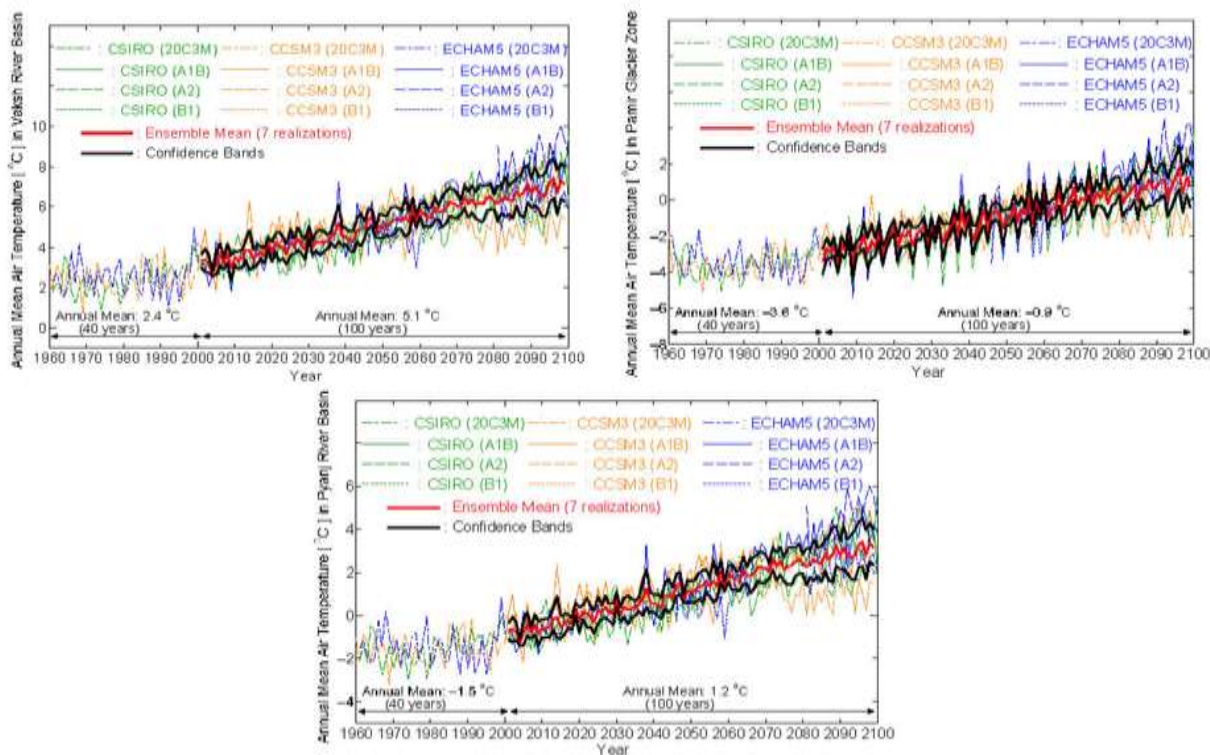 Annual Mean Air Temperature [ °C ] in Vaksh River Basin
: CSIRO (20C3M) : CCSM3 (20C3M) : ECHAM5 (20C3M)
: CSIRO (A1B) : CCSM3 (A1B) : ECHAM5 (A1B)
: CSIRO (A2) : CCSM3 (A2) : ECHAM5 (A2)
: CSIRO (B1) : CCSM3 (B1) : ECHAM5 (B1)
: Ensemble Mean (7 realizations)
: Confidence Bands
10
8
6
4
2
0
Annual Mean: 2.4 °C Annual Mean: 5.1 °C
(40 years) (100 years)
1960 1970 1980 1990 2000 2010 2020 2030 2040 2050 2060 2070 2080 2090 2100
Year
Annual Mean Air Temperature [ °C ] in Pamir Glacier Zone
: CSIRO (20C3M) : CCSM3 (20C3M) : ECHAM5 (20C3M)
: CSIRO (A1B) : CCSM3 (A1B) : ECHAM5 (A1B)
: CSIRO (A2) : CCSM3 (A2) : ECHAM5 (A2)
: CSIRO (B1) : CCSM3 (B1) : ECHAM5 (B1)
: Ensemble Mean (7 realizations)
: Confidence Bands
2
0
−2
−4
−6
−8
Annual Mean: −3.6 °C Annual Mean: −0.9 °C
(40 years) (100 years)
1960 1970 1980 1990 2000 2010 2020 2030 2040 2050 2060 2070 2080 2090 2100
Year
Annual Mean Air Temperature [ °C ] in Pyanj River Basin
: CSIRO (20C3M) : CCSM3 (20C3M) : ECHAM5 (20C3M)
: CSIRO (A1B) : CCSM3 (A1B) : ECHAM5 (A1B)
: CSIRO (A2) : CCSM3 (A2) : ECHAM5 (A2)
: CSIRO (B1) : CCSM3 (B1) : ECHAM5 (B1)
: Ensemble Mean (7 realizations)
: Confidence Bands
6
4
2
0
−2
−4
Annual Mean: −1.5 °C Annual Mean: 1.2 °C
(40 years) (100 years)
1960 1970 1980 1990 2000 2010 2020 2030 2040 2050 2060 2070 2080 2090 2100
Year